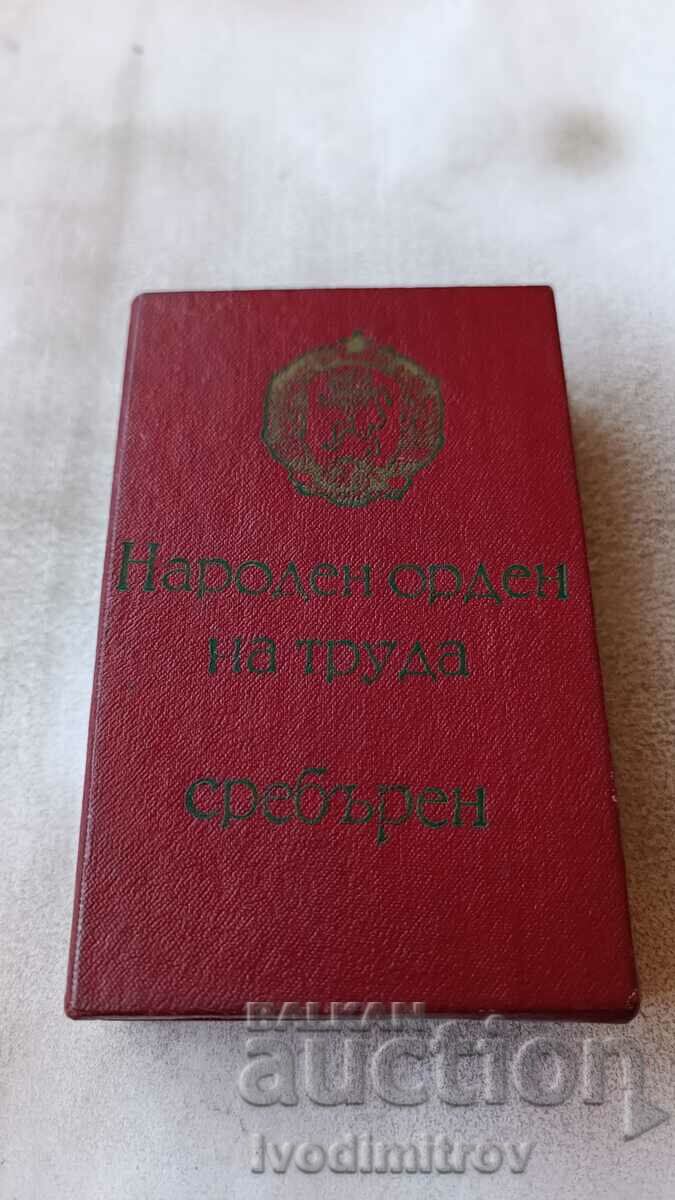 Народен орден
на труда
сребърен
BALKAN
auction
Ivodimitrov